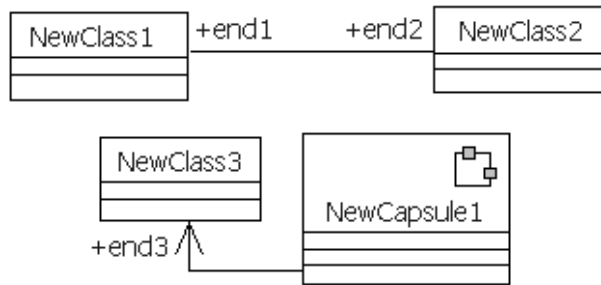 NewClass1
+end1
+end2
NewClass2
NewClass3
NewCapsule1
+end3